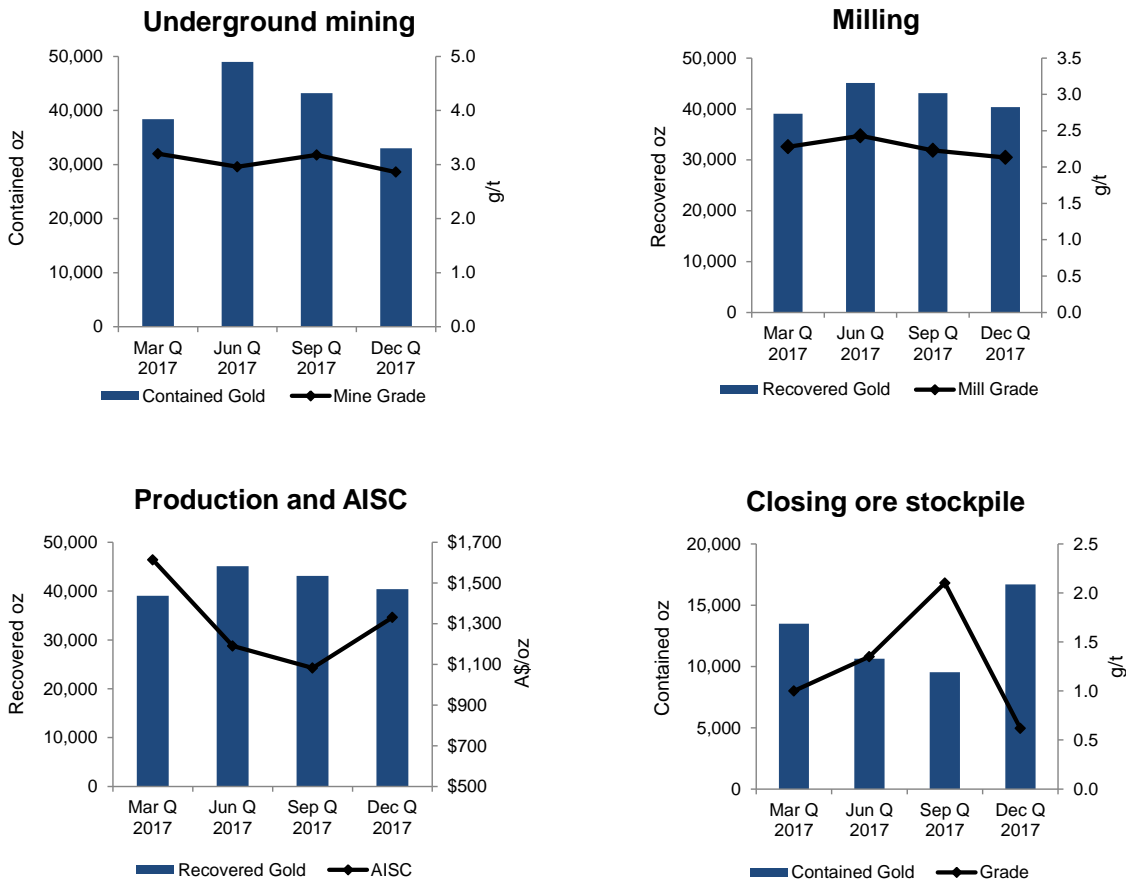 Underground mining
50,000
40,000
30,000
20,000
10,000
0
Contained oz
5.0
4.0
3.0
2.0
1.0
0.0
g/t
Mar Q Jun Q Sep Q Dec Q
2017 2017 2017 2017
Contained Gold Mine Grade
Milling
50,000
40,000
30,000
20,000
10,000
0
Recovered oz
3.5
3.0
2.5
2.0
1.5
1.0
0.5
0.0
g/t
Mar Q Jun Q Sep Q Dec Q
2017 2017 2017 2017
Recovered Gold Mill Grade
Production and AISC
50,000
40,000
30,000
20,000
10,000
0
Recovered oz
$1,700
$1,500
$1,300
$1,100
$900
$700
$500
A$/oz
Mar Q Jun Q Sep Q Dec Q
2017 2017 2017 2017
Recovered Gold AISC
Closing ore stockpile
20,000
15,000
10,000
5,000
0
Contained oz
2.5
2.0
1.5
1.0
0.5
0.0
g/t
Mar Q Jun Q Sep Q Dec Q
2017 2017 2017 2017
Contained Gold Grade